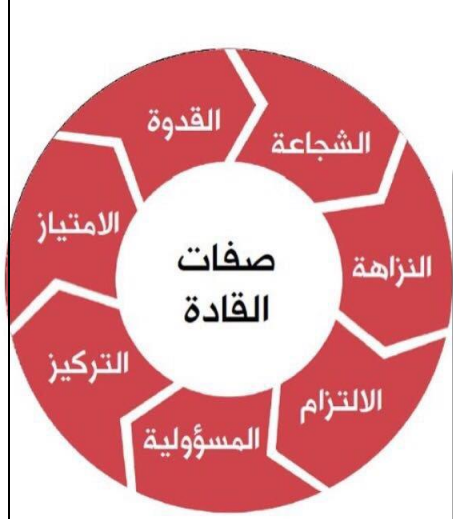 صفات
القادة
الشجاعة
النزاهة
الالتزام
المسؤولية
التركيز
الامتياز
القدوة